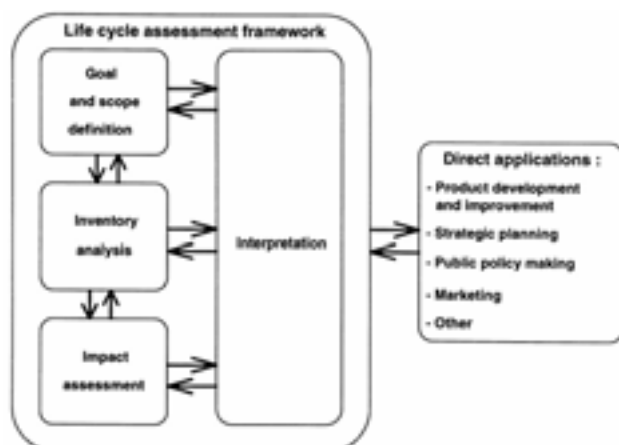 Life cycle assessment framework
Goal
and scope
definition
Inventory
analysis
Impact
assessment
Interpretation
Direct applications :
- Product development
and improvement
- Strategic planning
- Public policy making
- Marketing
- Other